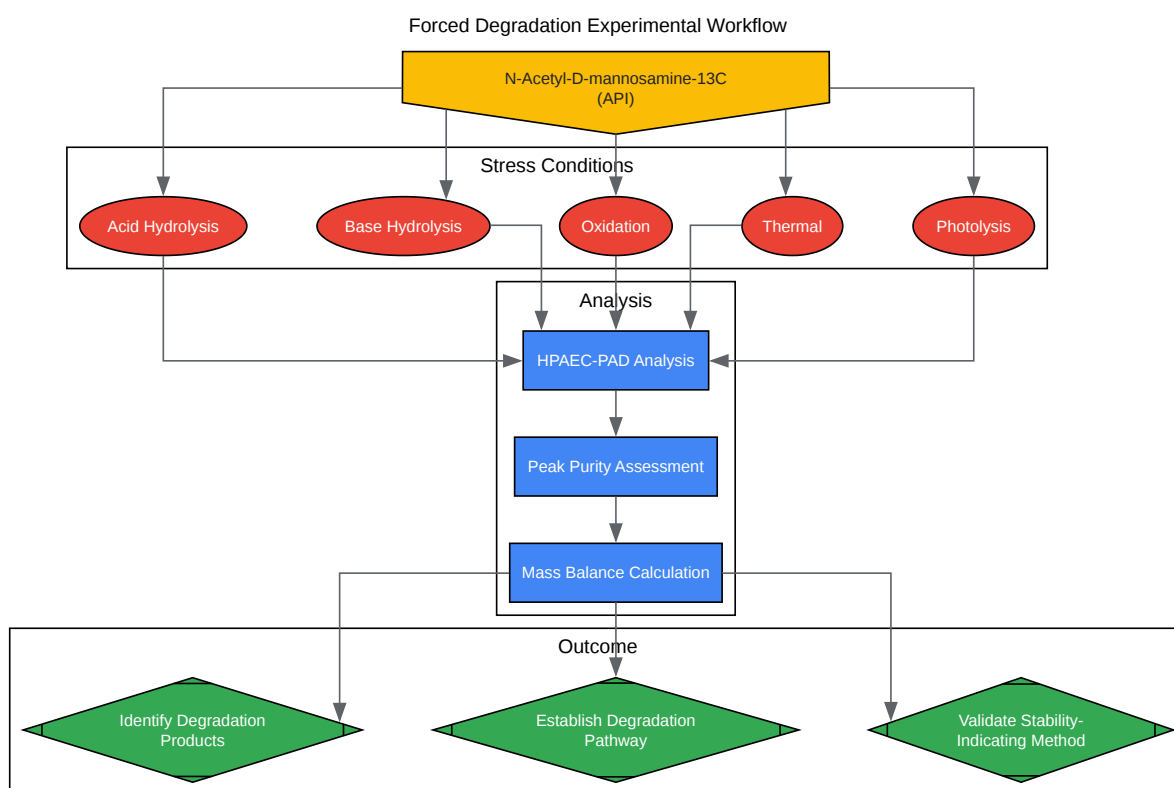 Forced Degradation Experimental Workflow
N-Acetyl-D-mannosamine-13C
(API)
Stress Conditions
Acid Hydrolysis
Base Hydrolysis
Oxidation
Thermal
Photolysis
Analysis
HPAEC-PAD Analysis
Peak Purity Assessment
Mass Balance Calculation
Outcome
Identify Degradation
Products
Establish Degradation
Pathway
Validate Stability-
Indicating Method